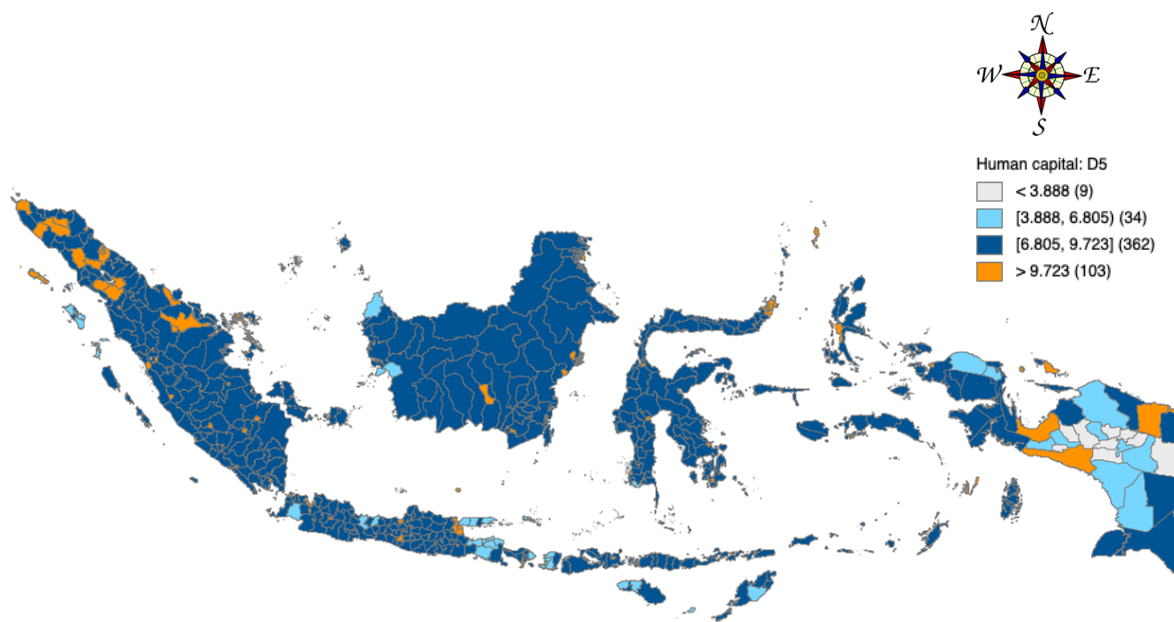 N
W E
S
Human capital: D5
< 3.888 (9)
[3.888, 6.805) (34)
[6.805, 9.723] (362)
> 9.723 (103)